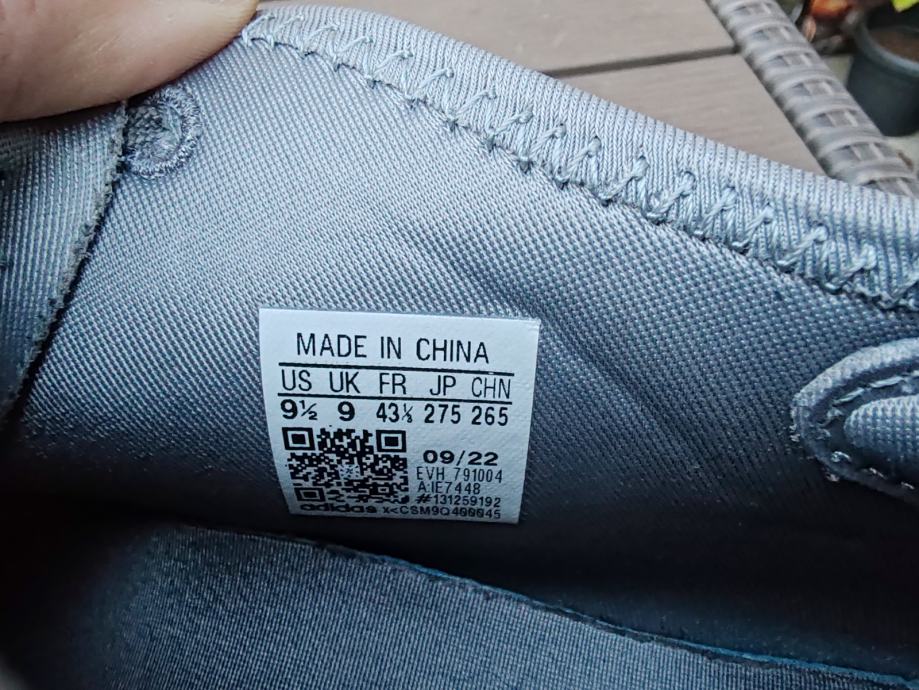 MADE IN CHINA
US UK FR JP CHN
9½ 9 43⅓ 275 265
09/22
EVH 791004
A:IE7448
#131259192
adidas x<CSM9Q400045